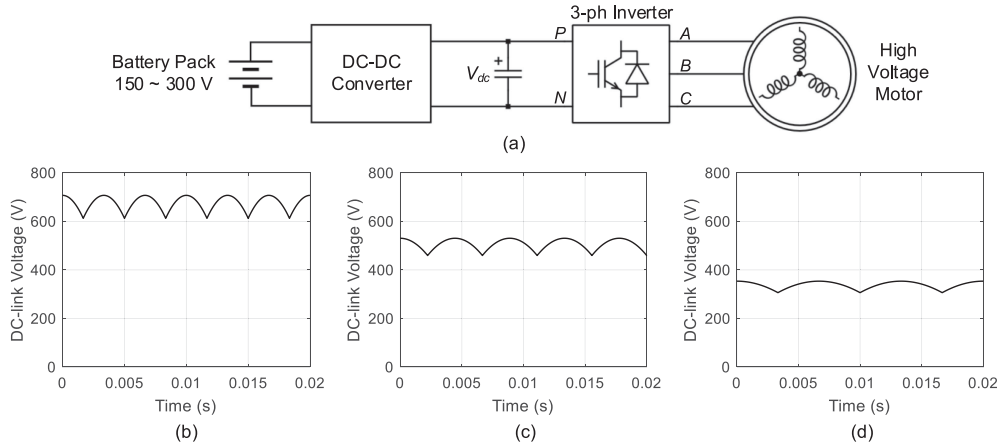 Battery Pack
150 ~ 300 V
DC-DC
Converter
+
Vdc
P
N
3-ph Inverter
A
B
C
High
Voltage
Motor
(a)
DC-link Voltage (V)
800
600
400
200
0
0 0.005 0.01 0.015 0.02
Time (s)
(b)
DC-link Voltage (V)
800
600
400
200
0
0 0.005 0.01 0.015 0.02
Time (s)
(c)
DC-link Voltage (V)
800
600
400
200
0
0 0.005 0.01 0.015 0.02
Time (s)
(d)